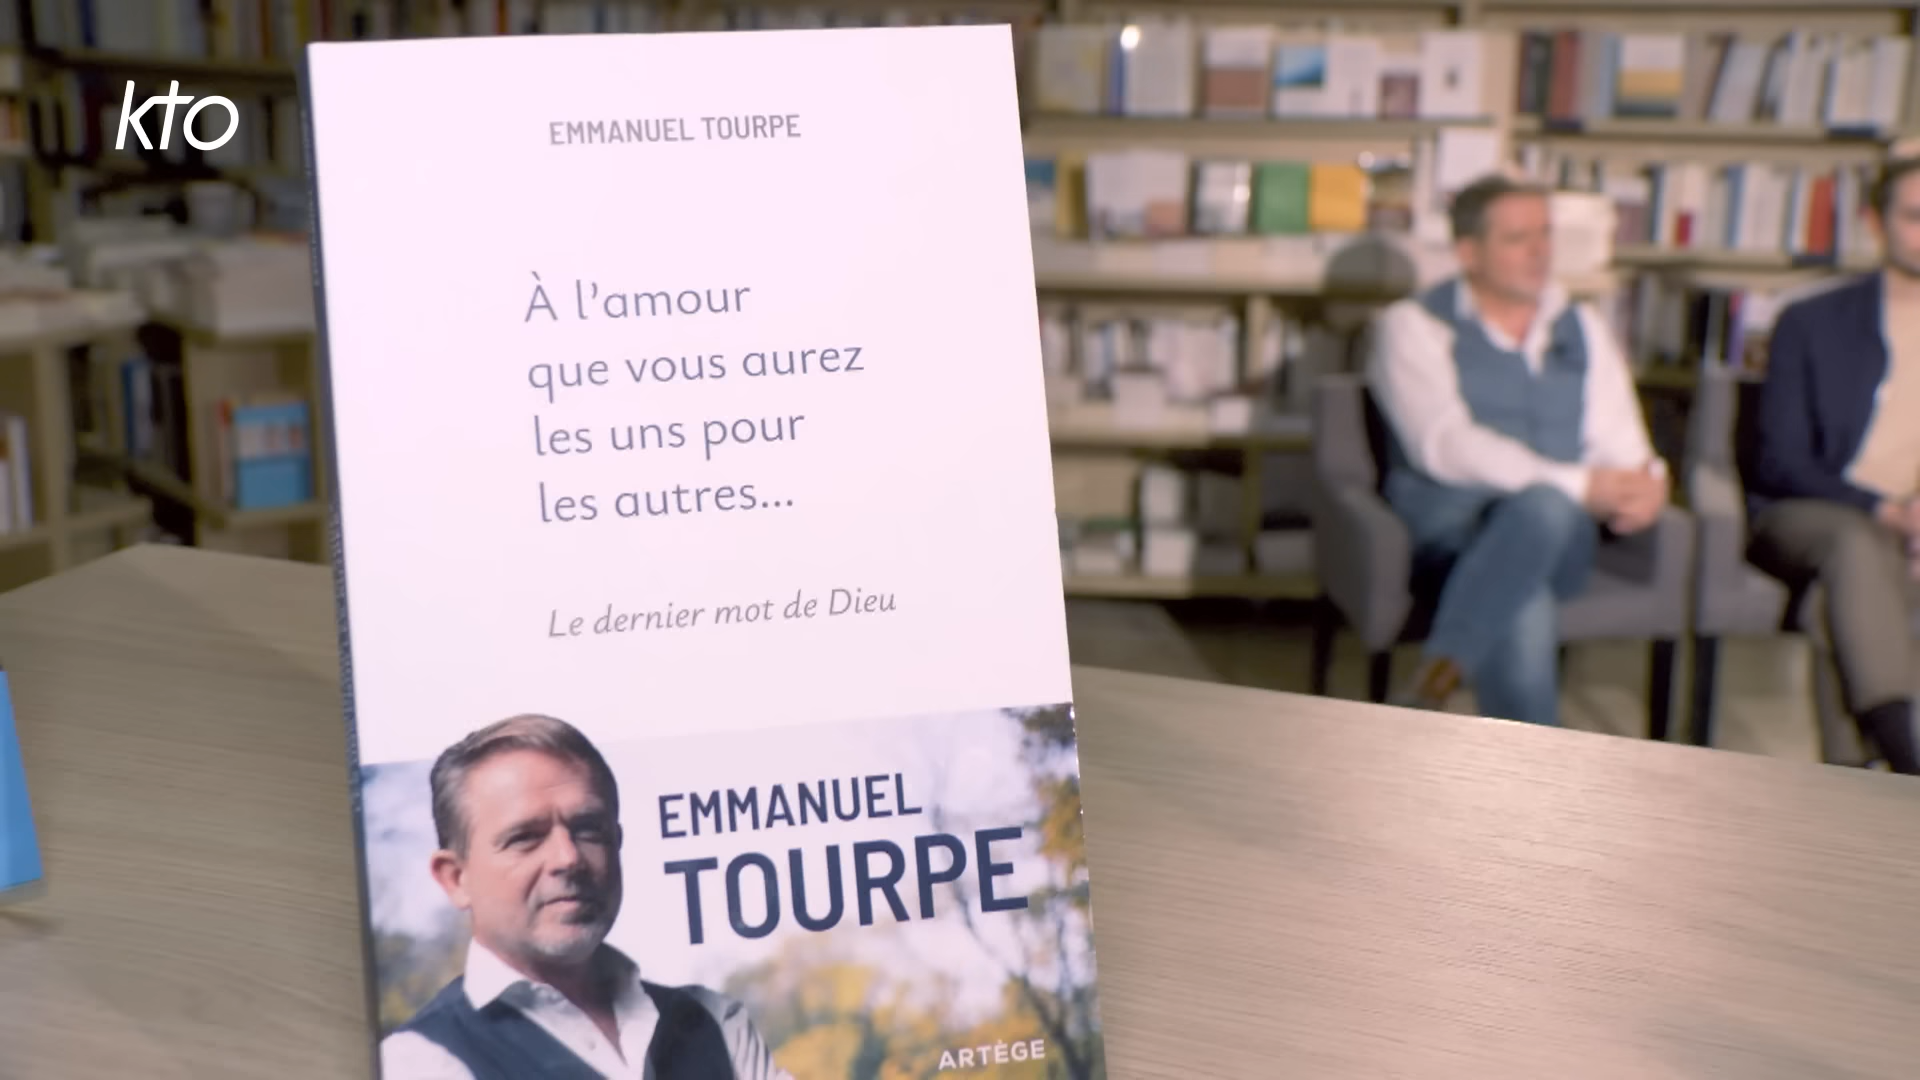 kto
EMMANUEL TOURPE
À l'amour
que vous aurez
les uns pour
les autres...
Le dernier mot de Dieu
EMMANUEL
TOURPE
ARTÈGE